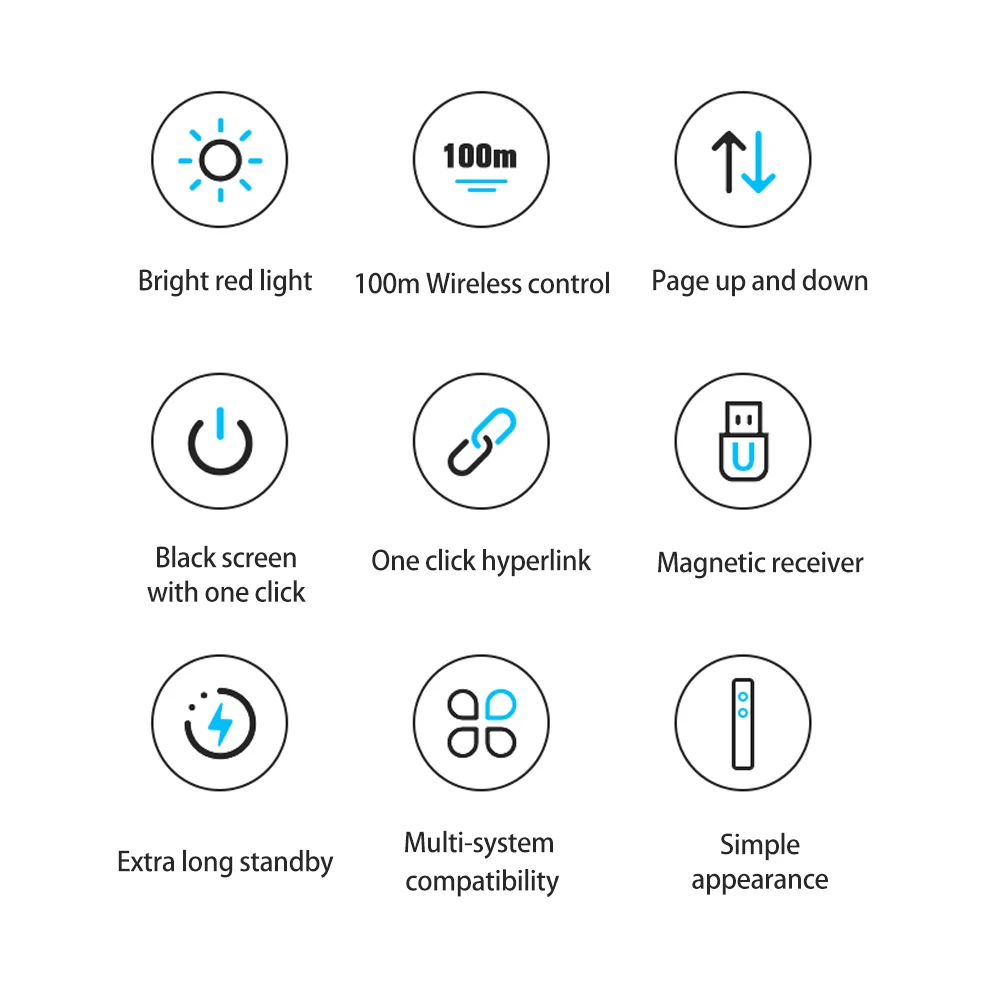 100m
Bright red light
100m Wireless control
Page up and down
U
Black screen
with one click
One click hyperlink
Magnetic receiver
Extra long standby
Multi-system
compatibility
Simple
appearance